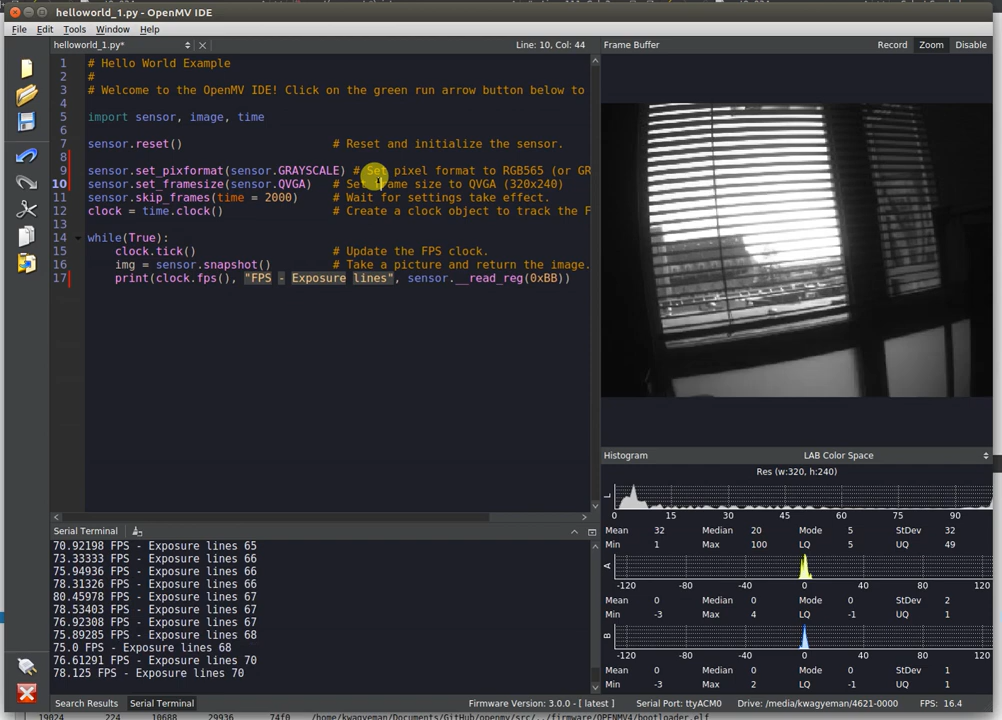 helloworld_1.py - OpenMV IDE
File Edit Tools Window Help
helloworld_1.py* Line: 10, Col: 44 Frame Buffer Record Zoom Disable
1 # Hello World Example
2 #
3 # Welcome to the OpenMV IDE! Click on the green run arrow button below to
4
5 import sensor, image, time
6
7 sensor.reset() # Reset and initialize the sensor.
8
9 sensor.set_pixformat(sensor.GRAYSCALE) # Set pixel format to RGB565 (or GR
10 sensor.set_framesize(sensor.QVGA) # Set frame size to QVGA (320x240)
11 sensor.skip_frames(time = 2000) # Wait for settings take effect.
12 clock = time.clock() # Create a clock object to track the F
13
14 while(True):
15 clock.tick() # Update the FPS clock.
16 img = sensor.snapshot() # Take a picture and return the image.
17 print(clock.fps(), "FPS - Exposure lines", sensor.__read_reg(0xBB))
Histogram LAB Color Space
Res (w:320, h:240)
L
0 15 30 45 60 75 90
Mean 32 Median 20 Mode 5 StDev 32
Min 1 Max 100 LQ 5 UQ 49
A
-120 -80 -40 0 40 80 120
Mean 0 Median 0 Mode 0 StDev 2
Min -3 Max 4 LQ -1 UQ 1
B
-120 -80 -40 0 40 80 120
Mean 0 Median 0 Mode 0 StDev 1
Min -3 Max 2 LQ -1 UQ 1
Serial Terminal
70.92198 FPS - Exposure lines 65
73.33333 FPS - Exposure lines 66
75.94936 FPS - Exposure lines 66
78.31326 FPS - Exposure lines 66
80.45978 FPS - Exposure lines 67
78.53403 FPS - Exposure lines 67
76.92308 FPS - Exposure lines 67
75.89285 FPS - Exposure lines 68
75.0 FPS - Exposure lines 68
76.61291 FPS - Exposure lines 70
78.125 FPS - Exposure lines 70
Search Results Serial Terminal Firmware Version: 3.0.0 - [ latest ] Serial Port: ttyACM0 Drive: /media/kwagyeman/4621-0000 FPS: 16.4
19024 224 10688 29936 74f0 /home/kwagyeman/Documents/GitHub/openmv/src/../firmware/OPENMV4/bootloader.elf